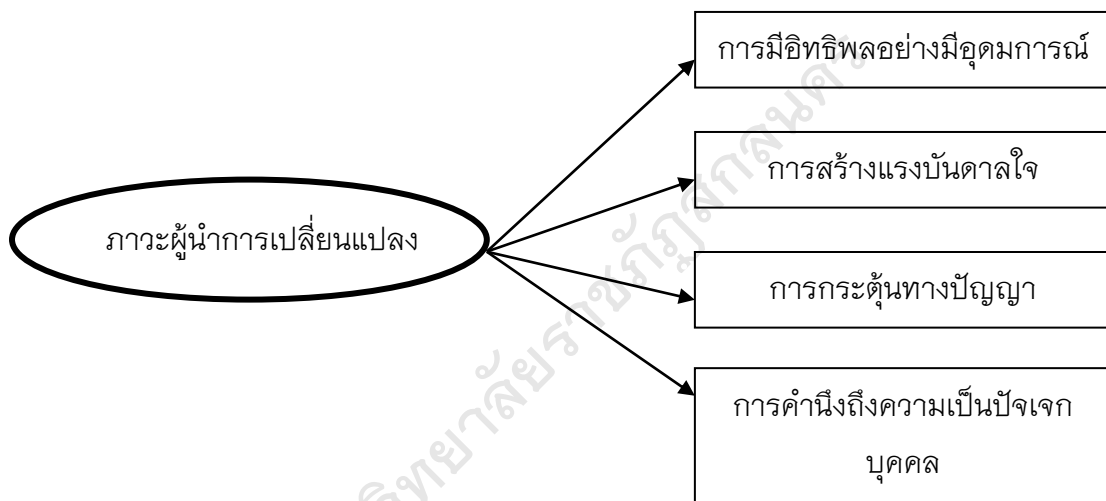 การมีอิทธิพลอย่างมีอุดมการณ์
การสร้างแรงบันดาลใจ
ภาวะผู้นำการเปลี่ยนแปลง
การกระตุ้นทางปัญญา
การคำนึงถึงความเป็นปัจเจก
บุคคล